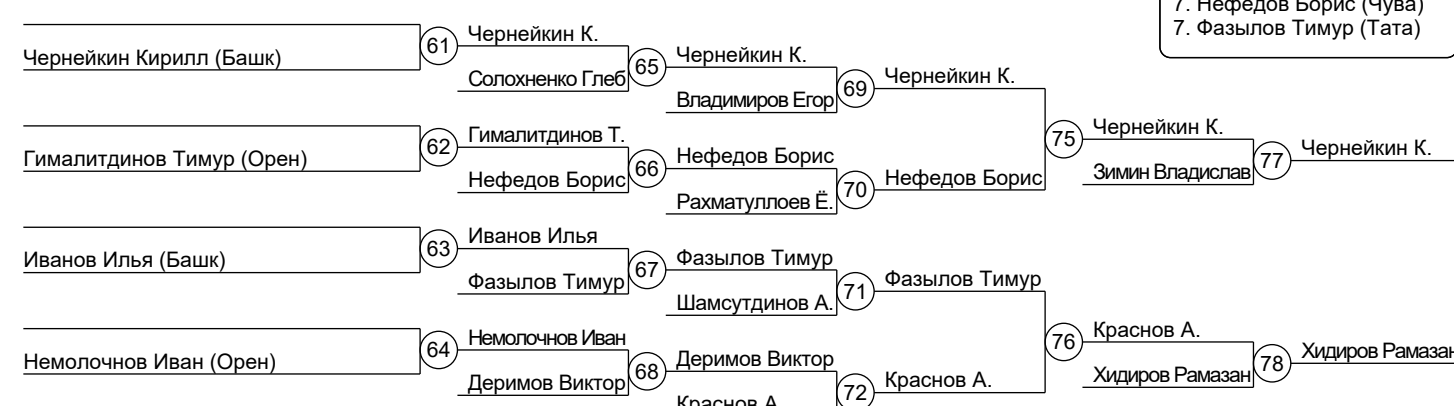 7. Нефедов Борис (Чува)
7. Фазылов Тимур (Тата)
Чернейкин Кирилл (Башк)
61
Чернейкин К.
Солохненко Глеб
65
Чернейкин К.
Владимиров Егор
69
Чернейкин К.
Гималитдинов Тимур (Орен)
62
Гималитдинов Т.
Нефедов Борис
66
Нефедов Борис
Рахматуллоев Ё.
70
Нефедов Борис
75
Чернейкин К.
Зимин Владислав
77
Чернейкин К.
Иванов Илья (Башк)
63
Иванов Илья
Фазылов Тимур
67
Фазылов Тимур
Шамсутдинов А.
71
Фазылов Тимур
Немолочнов Иван (Орен)
64
Немолочнов Иван
Деримов Виктор
68
Деримов Виктор
Краснов А.
72
Краснов А.
76
Краснов А.
Хидиров Рамазан
78
Хидиров Рамазан